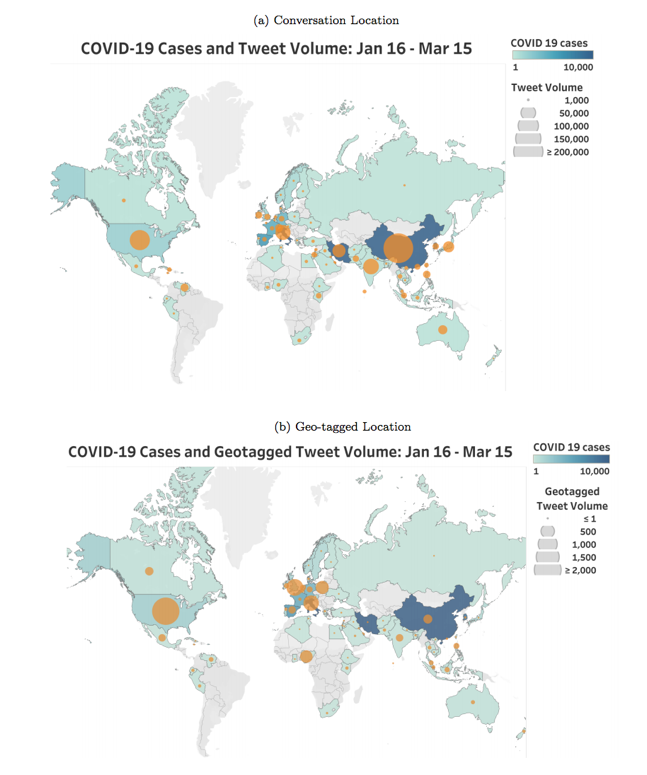 (a) Conversation Location
COVID-19 Cases and Tweet Volume: Jan 16 - Mar 15
COVID 19 cases
1 10,000
Tweet Volume
1,000
50,000
100,000
150,000
≥ 200,000
(b) Geo-tagged Location
COVID-19 Cases and Geotagged Tweet Volume: Jan 16 - Mar 15
COVID 19 cases
1 10,000
Geotagged
Tweet Volume
≤ 1
500
1,000
1,500
≥ 2,000